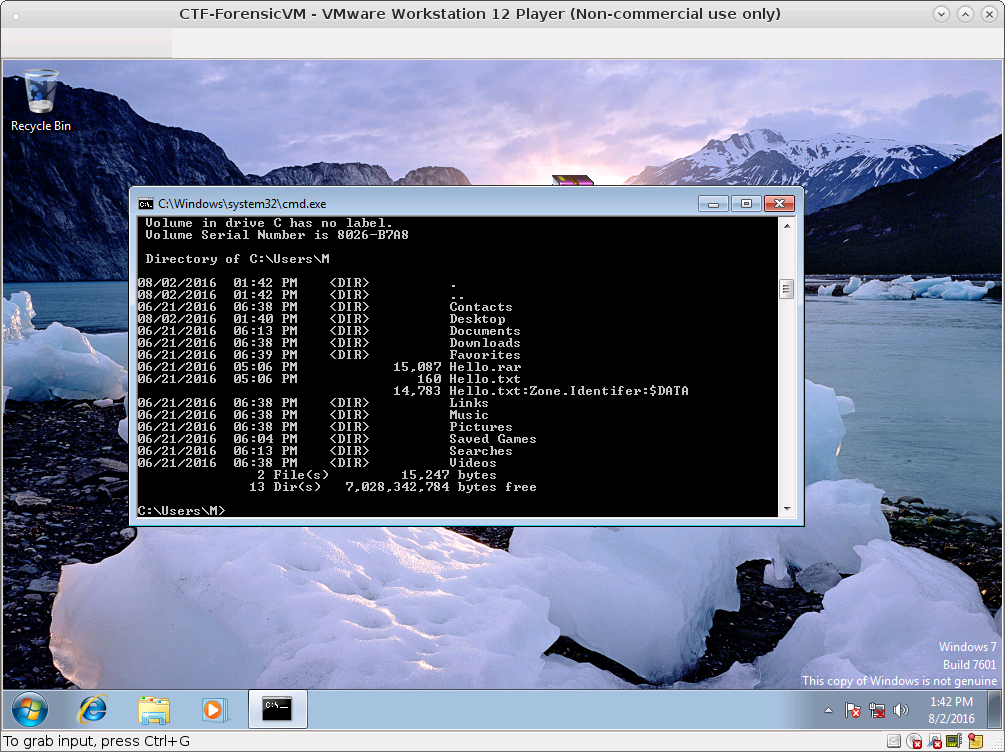 CTF-ForensicVM - VMware Workstation 12 Player (Non-commercial use only)
Recycle Bin
C:\Windows\system32\cmd.exe
Volume in drive C has no label.
Volume Serial Number is 8026-B7A8
Directory of C:\Users\M
08/02/2016 01:42 PM <DIR> .
08/02/2016 01:42 PM <DIR> ..
06/21/2016 06:38 PM <DIR> Contacts
08/02/2016 01:40 PM <DIR> Desktop
06/21/2016 06:13 PM <DIR> Documents
06/21/2016 06:38 PM <DIR> Downloads
06/21/2016 06:39 PM <DIR> Favorites
06/21/2016 05:06 PM 15,087 Hello.rar
06/21/2016 05:06 PM 160 Hello.txt
14,783 Hello.txt:Zone.Identifer:$DATA
06/21/2016 06:38 PM <DIR> Links
06/21/2016 06:38 PM <DIR> Music
06/21/2016 06:38 PM <DIR> Pictures
06/21/2016 06:04 PM <DIR> Saved Games
06/21/2016 06:13 PM <DIR> Searches
06/21/2016 06:38 PM <DIR> Videos
2 File(s) 15,247 bytes
13 Dir(s) 7,028,342,784 bytes free
C:\Users\M>
Windows 7
Build 7601
This copy of Windows is not genuine
C:\._
1:42 PM
8/2/2016
To grab input, press Ctrl+G